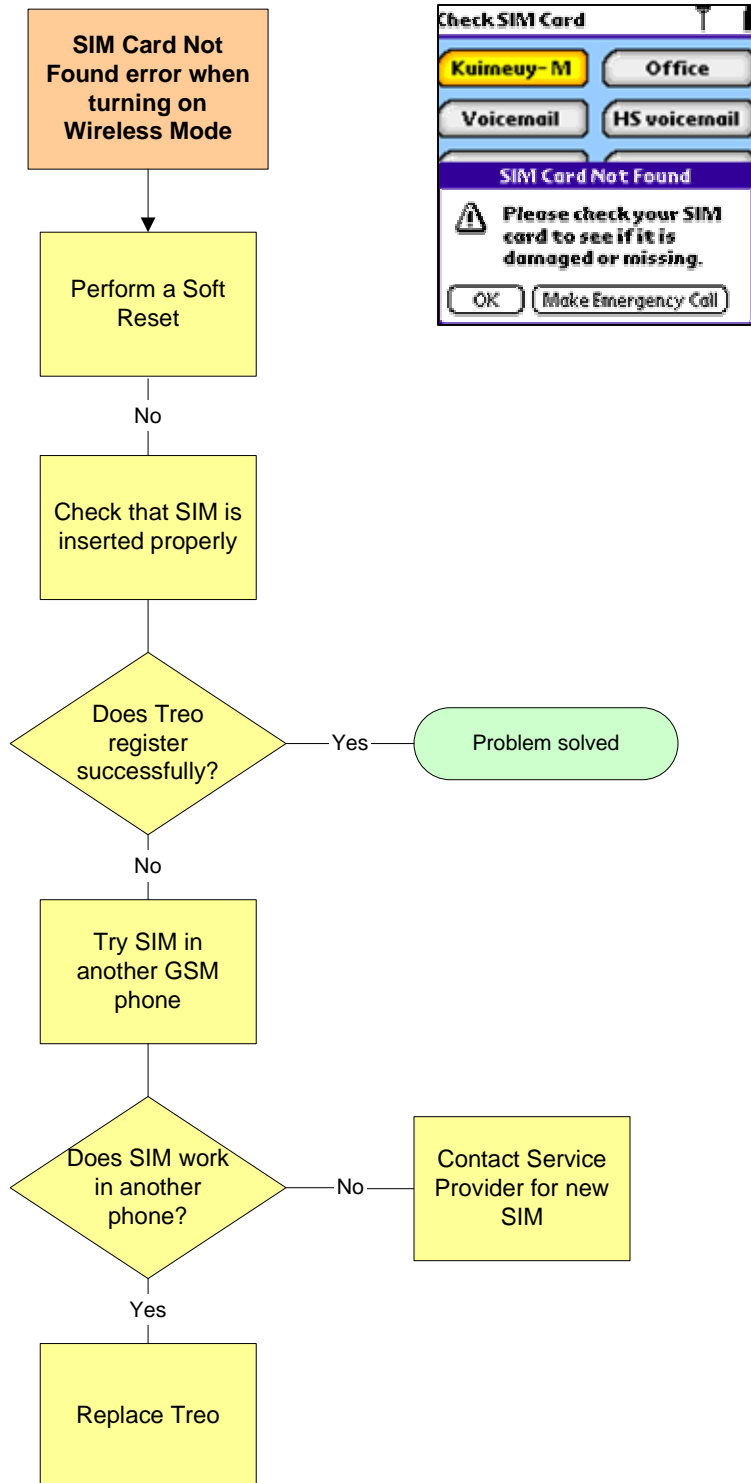 SIM Card Not
Found error when
turning on
Wireless Mode
Check SIM Card
Kuimeuy- M
Office
Voicemail
HS voicemail
SIM Card Not Found
Please check your SIM
card to see if it is
damaged or missing.
OK
Make Emergency Call
Perform a Soft
Reset
No
Check that SIM is
inserted properly
Does Treo
register
successfully?
Yes
Problem solved
No
Try SIM in
another GSM
phone
Does SIM work
in another
phone?
No
Contact Service
Provider for new
SIM
Yes
Replace Treo